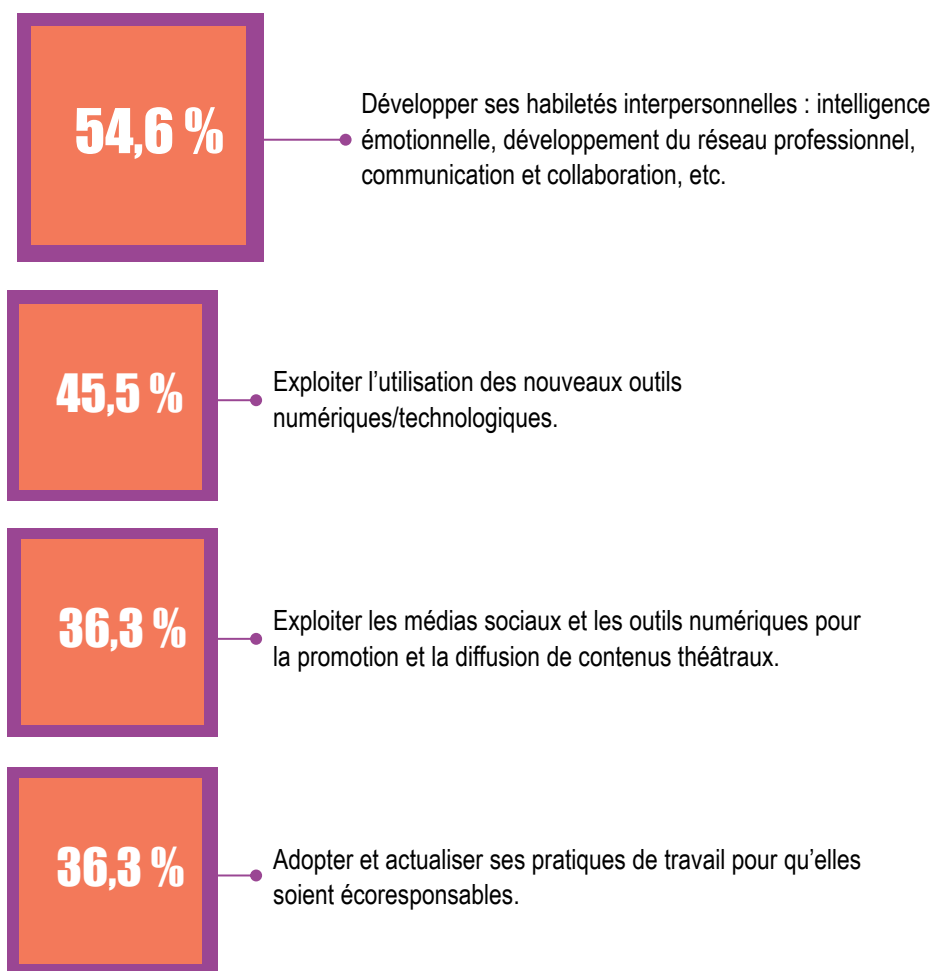 54,6 %
Développer ses habiletés interpersonnelles : intelligence
émotionnelle, développement du réseau professionnel,
communication et collaboration, etc.
45,5 %
Exploiter l’utilisation des nouveaux outils
numériques/technologiques.
36,3 %
Exploiter les médias sociaux et les outils numériques pour
la promotion et la diffusion de contenus théâtraux.
36,3 %
Adopter et actualiser ses pratiques de travail pour qu’elles
soient écoresponsables.